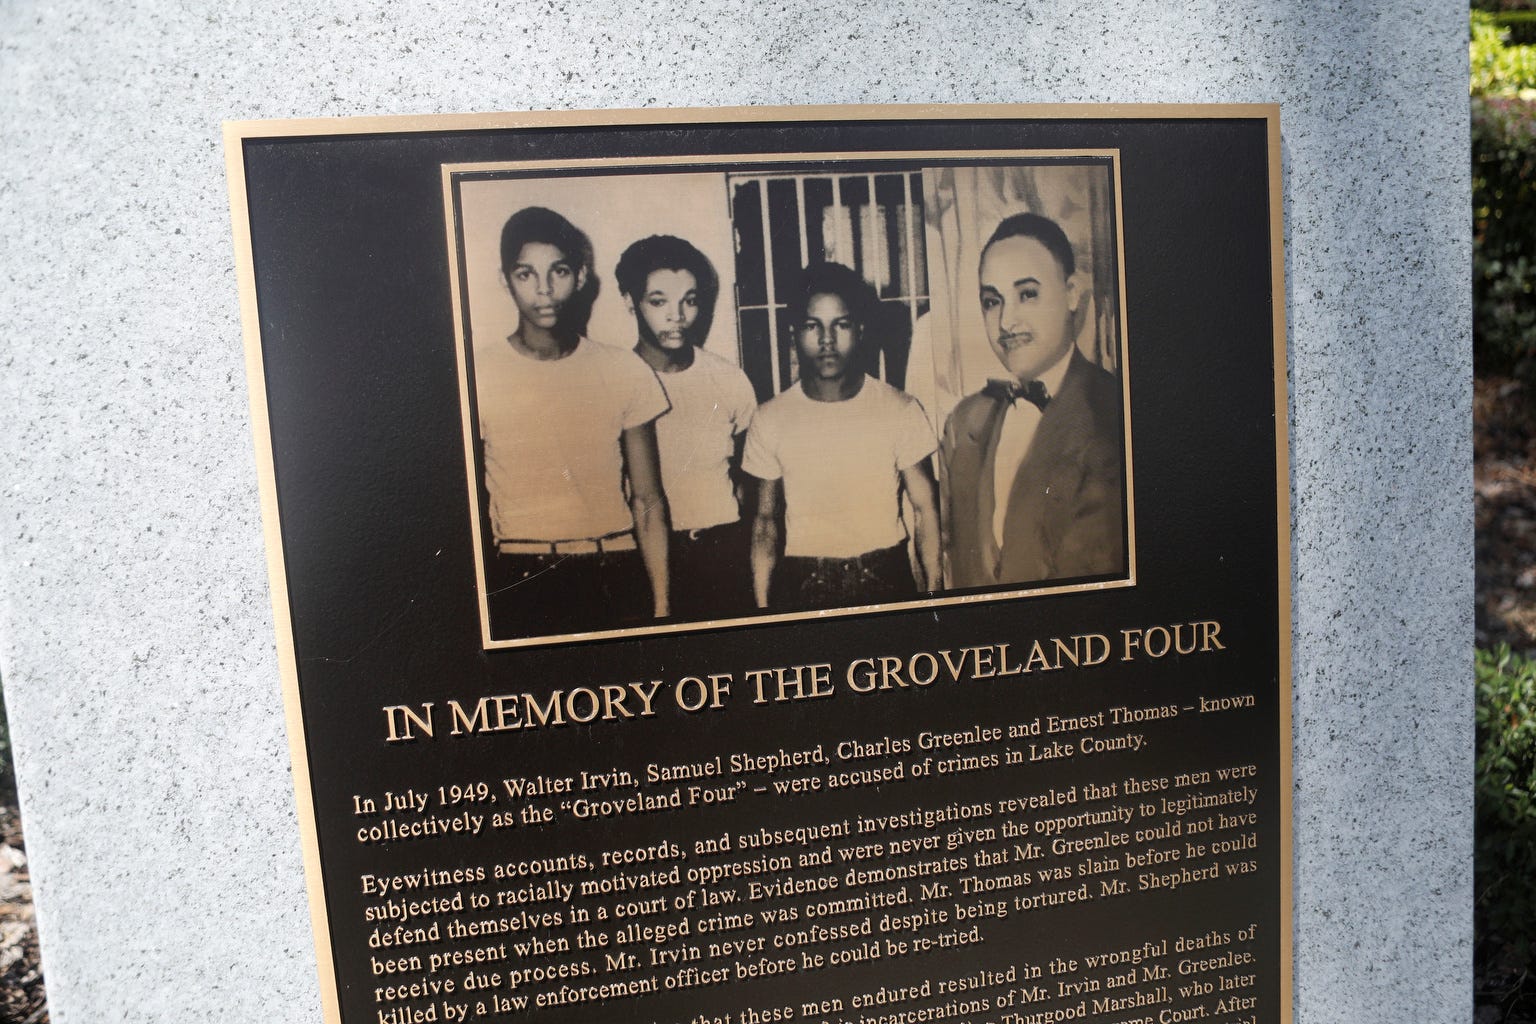 IN MEMORY OF THE GROVELAND FOUR
In July 1949, Walter Irvin, Samuel Shepherd, Charles Greenlee and Ernest Thomas – known
collectively as the “Groveland Four” – were accused of crimes in Lake County.
Eyewitness accounts, records, and subsequent investigations revealed that these men were
subjected to racially motivated oppression and were never given the opportunity to legitimately
defend themselves in a court of law. Evidence demonstrates that Mr. Greenlee could not have
been present when the alleged crime was committed. Mr. Thomas was slain before he could
receive due process. Mr. Irvin never confessed despite being tortured. Mr. Shepherd was
killed by a law enforcement officer before he could be re-tried.
that these men endured resulted in the wrongful deaths of
incarcerations of Mr. Irvin and Mr. Greenlee.
Thurgood Marshall, who later
Court. After